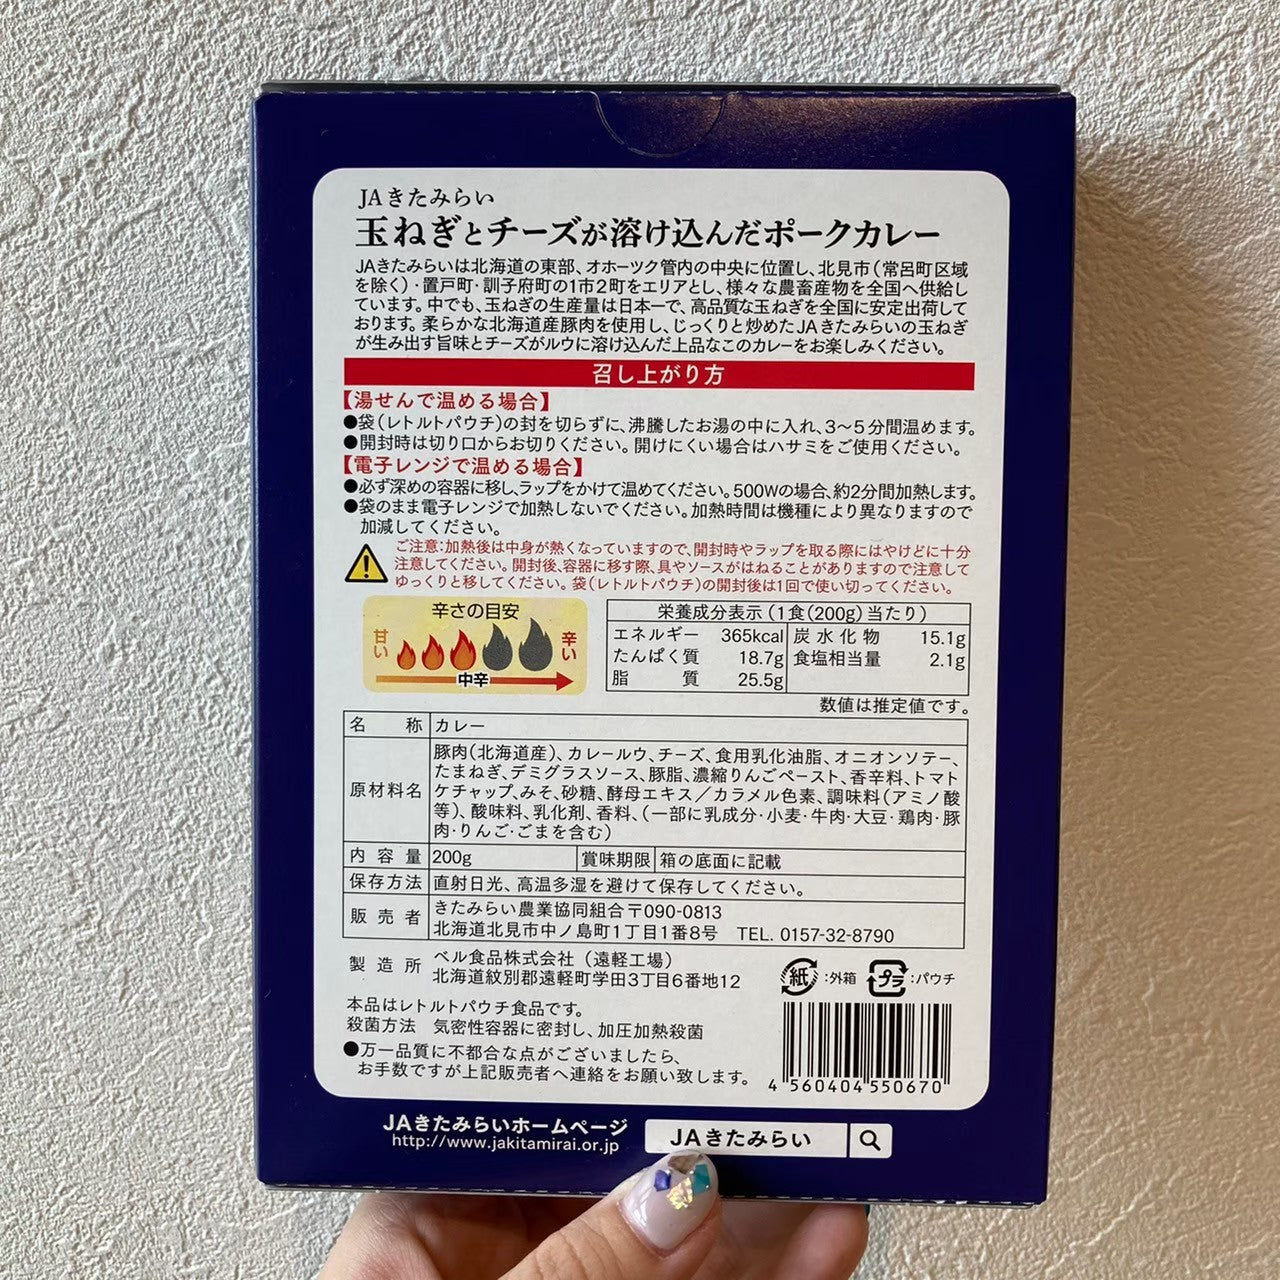 JAきたみらい
玉ねぎとチーズが溶け込んだポークカレー
JAきたみらいは北海道の東部、オホーツク管内の中央に位置し、北見市（常呂町区域
を除く）・置戸町・訓子府町の1市2町をエリアとし、様々な農畜産物を全国へ供給し
ています。中でも、玉ねぎの生産量は日本一で、高品質な玉ねぎを全国に安定出荷して
おります。柔らかな北海道産豚肉を使用し、じっくりと炒めたJAきたみらいの玉ねぎ
が生み出す旨味とチーズがルウに溶け込んだ上品なこのカレーをお楽しみください。
召し上がり方
【湯せんで温める場合】
●袋（レトルトパウチ）の封を切らずに、沸騰したお湯の中に入れ、3〜5分間温めます。
●開封時は切り口からお切りください。開けにくい場合はハサミをご使用ください。
【電子レンジで温める場合】
●必ず深めの容器に移し、ラップをかけて温めてください。500Wの場合、約2分間加熱します。
●袋のまま電子レンジで加熱しないでください。加熱時間は機種により異なりますので
加減してください。
ご注意:加熱後は中身が熱くなっていますので、開封時やラップを取る際にはやけどに十分
注意してください。開封後、容器に移す際、具やソースがはねることがありますので注意して
ゆっくりと移してください。袋（レトルトパウチ）の開封後は1回で使い切ってください。
辛さの目安
甘い
辛い
中辛
栄養成分表示（1食（200g）当たり）
エネルギー 365kcal 炭水化物 15.1g
たんぱく質 18.7g 食塩相当量 2.1g
脂質 25.5g
数値は推定値です。
名称 カレー
原材料名 豚肉（北海道産）、カレールウ、チーズ、食用乳化油脂、オニオンソテー、
たまねぎ、デミグラスソース、豚脂、濃縮りんごペースト、香辛料、トマト
ケチャップ、みそ、砂糖、酵母エキス／カラメル色素、調味料（アミノ酸
等）、酸味料、乳化剤、香料、（一部に乳成分・小麦・牛肉・大豆・鶏肉・豚
肉・りんご・ごまを含む）
内容量 200g 賞味期限 箱の底面に記載
保存方法 直射日光、高温多湿を避けて保存してください。
販売者 きたみらい農業協同組合〒090-0813
北海道北見市中ノ島町1丁目1番8号 TEL. 0157-32-8790
製造所 ベル食品株式会社（遠軽工場）
北海道紋別郡遠軽町学田3丁目6番地12
紙 :外箱 プラ :パウチ
本品はレトルトパウチ食品です。
殺菌方法 気密性容器に密封し、加圧加熱殺菌
●万一品質に不都合な点がございましたら、
お手数ですが上記販売者へ連絡をお願い致します。
4 560404 550670
JAきたみらいホームページ
http://www.jakitamirai.or.jp
JAきたみらい